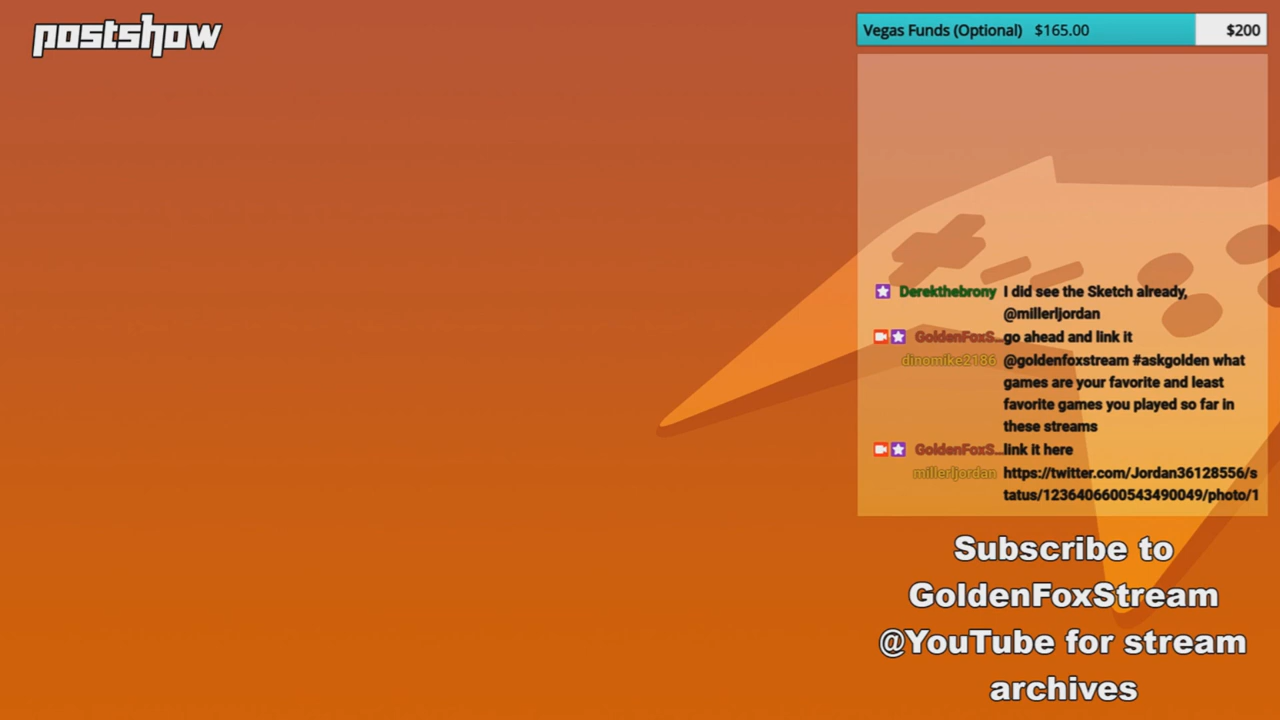 postshow
Vegas Funds (Optional) $165.00 $200
Derekthebrony I did see the Sketch already,
@millerljordan
GoldenFoxS... go ahead and link it
dinomike2186 @goldenfoxstream #askgolden what
games are your favorite and least
favorite games you played so far in
these streams
GoldenFoxS... link it here
millerljordan https://twitter.com/Jordan36128556/s
tatus/1236406600543490049/photo/1
Subscribe to
GoldenFoxStream
@YouTube for stream
archives